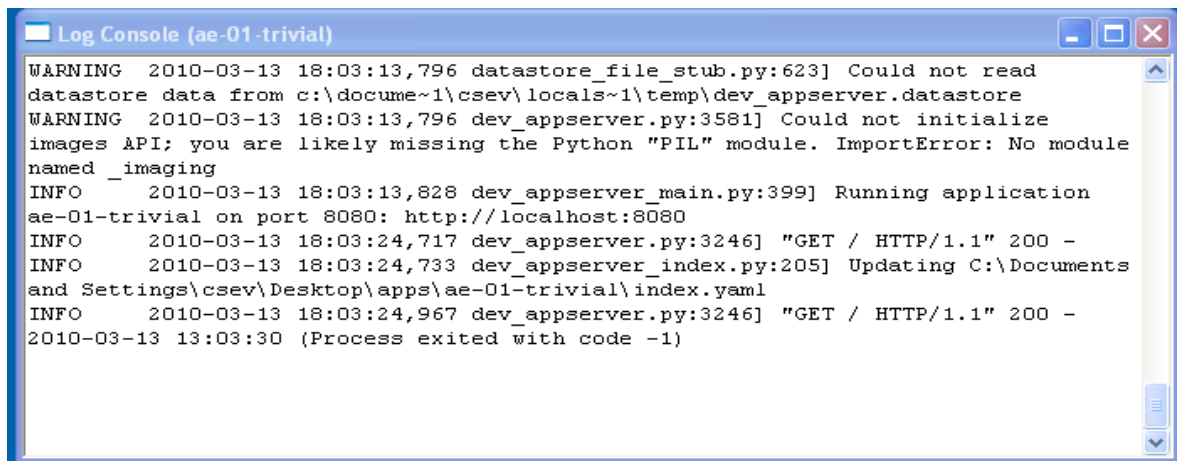 Log Console (ae-01-trivial)
WARNING  2010-03-13 18:03:13,796 datastore_file_stub.py:623] Could not read
datastore data from c:\docume~1\csev\locals~1\temp\dev_appserver.datastore
WARNING  2010-03-13 18:03:13,796 dev_appserver.py:3581] Could not initialize
images API; you are likely missing the Python "PIL" module. ImportError: No module
named _imaging
INFO     2010-03-13 18:03:13,828 dev_appserver_main.py:399] Running application
ae-01-trivial on port 8080: http://localhost:8080
INFO     2010-03-13 18:03:24,717 dev_appserver.py:3246] "GET / HTTP/1.1" 200 -
INFO     2010-03-13 18:03:24,733 dev_appserver_index.py:205] Updating C:\Documents
and Settings\csev\Desktop\apps\ae-01-trivial\index.yaml
INFO     2010-03-13 18:03:24,967 dev_appserver.py:3246] "GET / HTTP/1.1" 200 -
2010-03-13 13:03:30 (Process exited with code -1)